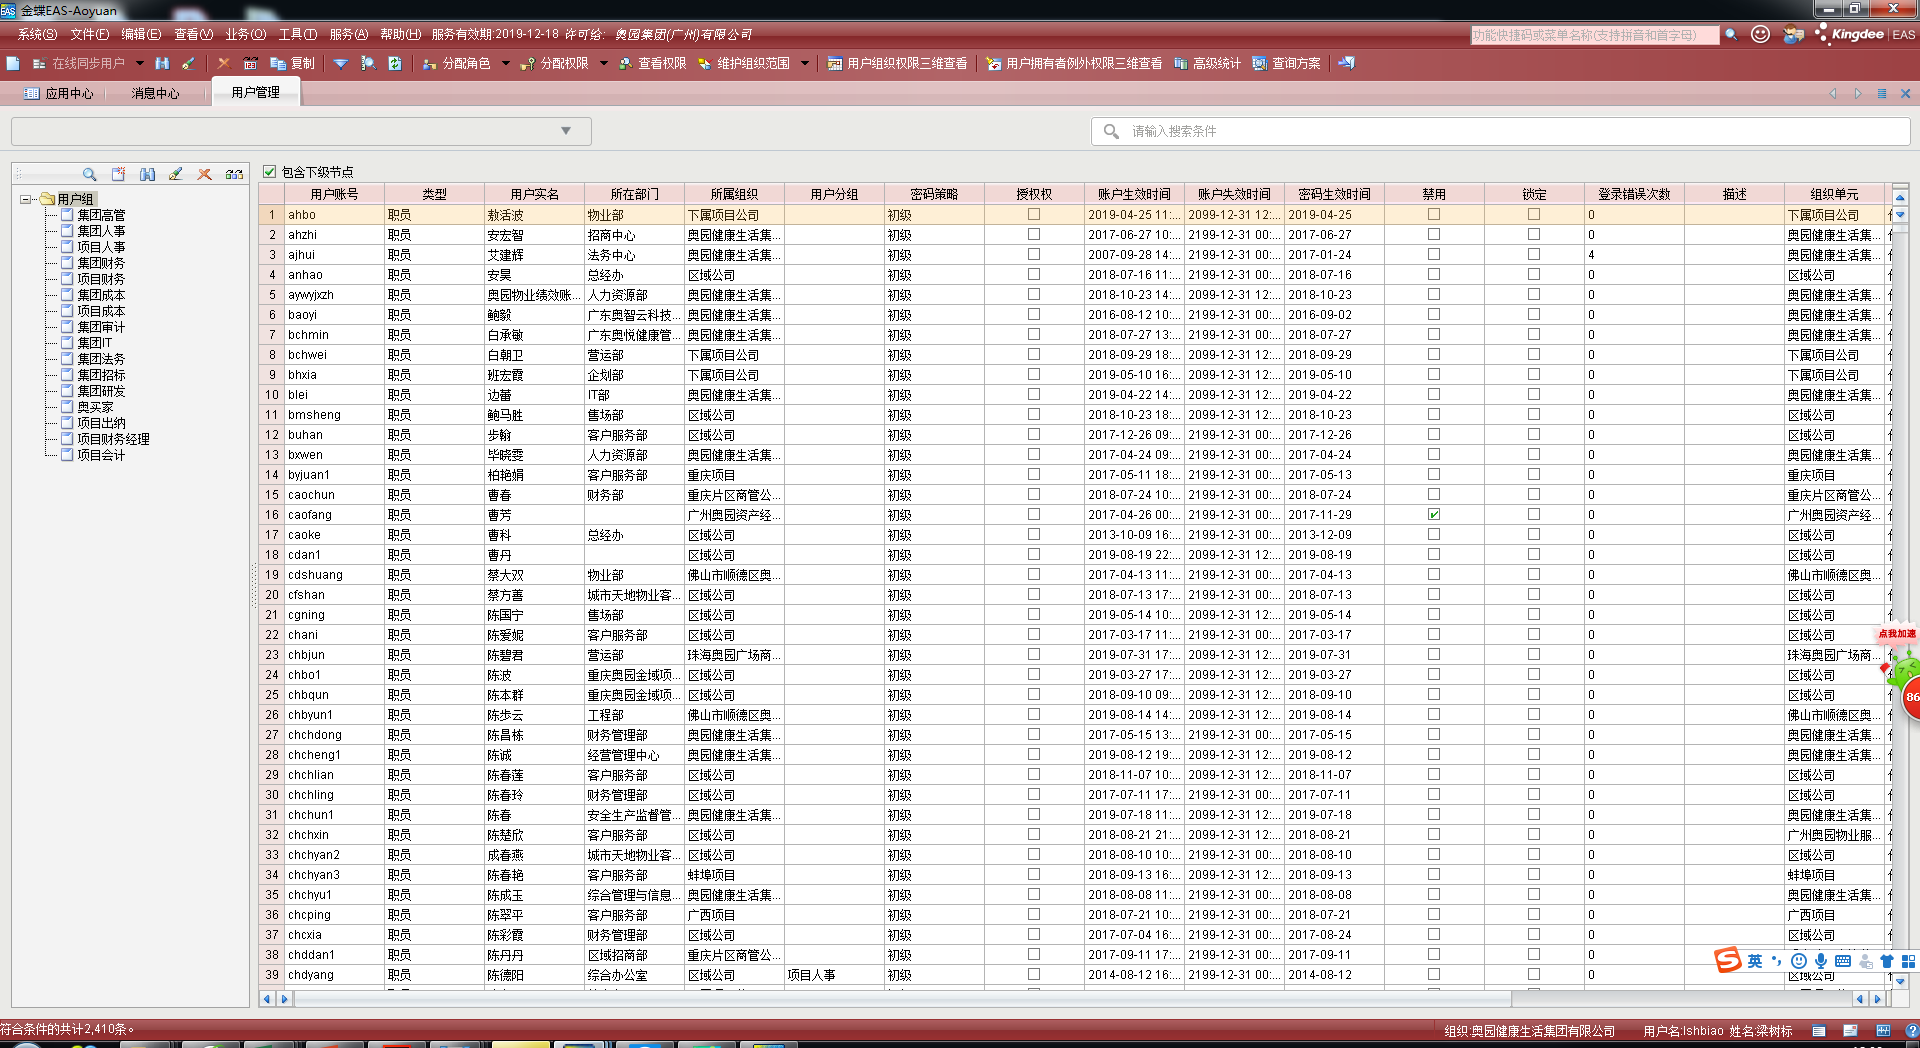 金蝶EAS-Aoyuan
系统(S) 文件(F) 编辑(E) 查看(V) 业务(O) 工具(T) 服务(A) 帮助(H) 服务有效期:2019-12-18 许可给: 奥园集团(广州)有限公司
功能快捷码或菜单名称(支持拼音和首字母) Kingdee EAS
在线同步用户 复制 分配角色 分配权限 查看权限 维护组织范围 用户组织权限三维查看 用户拥有者例外权限三维查看 高级统计 查询方案
应用中心 消息中心 用户管理
请输入搜索条件
包含下级节点
用户组
集团高管
集团人事
项目人事
集团财务
项目财务
集团成本
项目成本
集团审计
集团IT
集团法务
集团招标
集团研发
奥买家
项目出纳
项目财务经理
项目会计
用户账号 类型 用户实名 所在部门 所属组织 用户分组 密码策略 授权权 账户生效时间 账户失效时间 密码生效时间 禁用 锁定 登录错误次数 描述 组织单元
1 ahbo 职员 敖活波 物业部 下属项目公司 初级 2019-04-25 11:... 2099-12-31 12:... 2019-04-25 0 下属项目公司
2 ahzhi 职员 安宏智 招商中心 奥园健康生活集... 初级 2017-06-27 10:... 2199-12-31 00:... 2017-06-27 0 奥园健康生活集...
3 ajhui 职员 艾建辉 法务中心 奥园健康生活集... 初级 2007-09-28 14:... 2199-12-31 00:... 2017-01-24 4 奥园健康生活集...
4 anhao 职员 安昊 总经办 区域公司 初级 2018-07-16 11:... 2199-12-31 00:... 2018-07-16 0 区域公司
5 aywyjxzh 职员 奥园物业绩效账... 人力资源部 奥园健康生活集... 初级 2018-10-23 14:... 2099-12-31 12:... 2018-10-23 0 奥园健康生活集...
6 baoyi 职员 鲍毅 广东奥智云科技... 奥园健康生活集... 初级 2016-08-12 10:... 2199-12-31 00:... 2016-09-02 0 奥园健康生活集...
7 bchmin 职员 白承敏 广东奥悦健康管... 奥园健康生活集... 初级 2018-07-27 13:... 2199-12-31 00:... 2018-07-27 0 奥园健康生活集...
8 bchwei 职员 白朝卫 营运部 下属项目公司 初级 2018-09-29 18:... 2099-12-31 12:... 2018-09-29 0 下属项目公司
9 bhxia 职员 班宏霞 企划部 下属项目公司 初级 2019-05-10 16:... 2099-12-31 12:... 2019-05-10 0 下属项目公司
10 blei 职员 边蕾 IT部 奥园健康生活集... 初级 2019-04-22 14:... 2099-12-31 12:... 2019-04-22 0 奥园健康生活集...
11 bmsheng 职员 鲍马胜 售场部 区域公司 初级 2018-10-23 18:... 2099-12-31 12:... 2018-10-23 0 区域公司
12 buhan 职员 步翰 客户服务部 区域公司 初级 2017-12-26 09:... 2199-12-31 00:... 2017-12-26 0 区域公司
13 bxwen 职员 毕晓雯 人力资源部 奥园健康生活集... 初级 2017-04-24 09:... 2199-12-31 00:... 2017-04-24 0 奥园健康生活集...
14 byjuan1 职员 柏艳娟 客户服务部 重庆项目 初级 2017-05-11 18:... 2199-12-31 00:... 2017-05-13 0 重庆项目
15 caochun 职员 曹春 财务部 重庆片区商管公... 初级 2018-07-24 10:... 2199-12-31 00:... 2018-07-24 0 重庆片区商管公...
16 caofang 职员 曹芳 广州奥园资产经... 初级 2017-04-26 00:... 2199-12-31 00:... 2017-11-29 0 广州奥园资产经...
17 caoke 职员 曹科 总经办 区域公司 初级 2013-10-09 16:... 2199-12-31 00:... 2013-12-09 0 区域公司
18 cdan1 职员 曹丹 区域公司 初级 2019-08-19 22:... 2099-12-31 12:... 2019-08-19 0 区域公司
19 cdshuang 职员 蔡大双 物业部 佛山市顺德区奥... 初级 2017-04-13 11:... 2199-12-31 00:... 2017-04-13 0 佛山市顺德区奥...
20 cfshan 职员 蔡方善 城市天地物业客... 区域公司 初级 2018-07-13 17:... 2199-12-31 00:... 2018-07-13 0 区域公司
21 cgning 职员 陈国宁 售场部 区域公司 初级 2019-05-14 10:... 2099-12-31 12:... 2019-05-14 0 区域公司
22 chani 职员 陈爱妮 客户服务部 区域公司 初级 2017-03-17 11:... 2199-12-31 00:... 2017-03-17 0 区域公司
23 chbjun 职员 陈碧君 营运部 珠海奥园广场商... 初级 2019-07-31 17:... 2099-12-31 12:... 2019-07-31 0 珠海奥园广场商...
24 chbo1 职员 陈波 重庆奥园金域项... 区域公司 初级 2019-03-27 17:... 2099-12-31 12:... 2019-03-27 0 区域公司
25 chbqun 职员 陈本群 重庆奥园金域项... 区域公司 初级 2018-09-10 09:... 2099-12-31 12:... 2018-09-10 0 区域公司
26 chbyun1 职员 陈步云 工程部 佛山市顺德区奥... 初级 2019-08-14 14:... 2099-12-31 12:... 2019-08-14 0 佛山市顺德区奥...
27 chchdong 职员 陈昌栋 财务管理部 奥园健康生活集... 初级 2017-05-15 13:... 2199-12-31 00:... 2017-05-15 0 奥园健康生活集...
28 chcheng1 职员 陈诚 经营管理中心 奥园健康生活集... 初级 2019-08-12 19:... 2099-12-31 12:... 2019-08-12 0 奥园健康生活集...
29 chchlian 职员 陈春莲 客户服务部 区域公司 初级 2018-11-07 10:... 2099-12-31 12:... 2018-11-07 0 区域公司
30 chchling 职员 陈春玲 财务管理部 区域公司 初级 2017-07-11 17:... 2199-12-31 00:... 2017-07-11 0 区域公司
31 chchun1 职员 陈春 安全生产监督管... 奥园健康生活集... 初级 2019-07-18 11:... 2099-12-31 12:... 2019-07-18 0 奥园健康生活集...
32 chchxin 职员 陈楚欣 客户服务部 区域公司 初级 2018-08-21 21:... 2099-12-31 12:... 2018-08-21 0 广州奥园物业服...
33 chchyan2 职员 成春燕 城市天地物业客... 区域公司 初级 2018-08-10 10:... 2199-12-31 00:... 2018-08-10 0 区域公司
34 chchyan3 职员 陈春艳 客户服务部 蚌埠项目 初级 2018-09-13 16:... 2099-12-31 12:... 2018-09-13 0 蚌埠项目
35 chchyu1 职员 陈成玉 综合管理与信息... 奥园健康生活集... 初级 2018-08-08 11:... 2199-12-31 00:... 2018-08-08 0 奥园健康生活集...
36 chcping 职员 陈翠平 客户服务部 广西项目 初级 2018-07-21 10:... 2199-12-31 00:... 2018-07-21 0 广西项目
37 chcxia 职员 陈彩霞 财务管理部 区域公司 初级 2017-07-04 16:... 2199-12-31 00:... 2017-08-24 0 区域公司
38 chddan1 职员 陈丹丹 区域招商部 重庆片区商管公... 初级 2017-09-11 17:... 2199-12-31 00:... 2017-09-11 0
39 chdyang 职员 陈德阳 综合办公室 区域公司 项目人事 初级 2014-08-12 16:... 2199-12-31 00:... 2014-08-12 0 区域公司
点我加速
86
英
符合条件的共计2,410条。 组织:奥园健康生活集团有限公司 用户名:lshbiao 姓名:梁树标